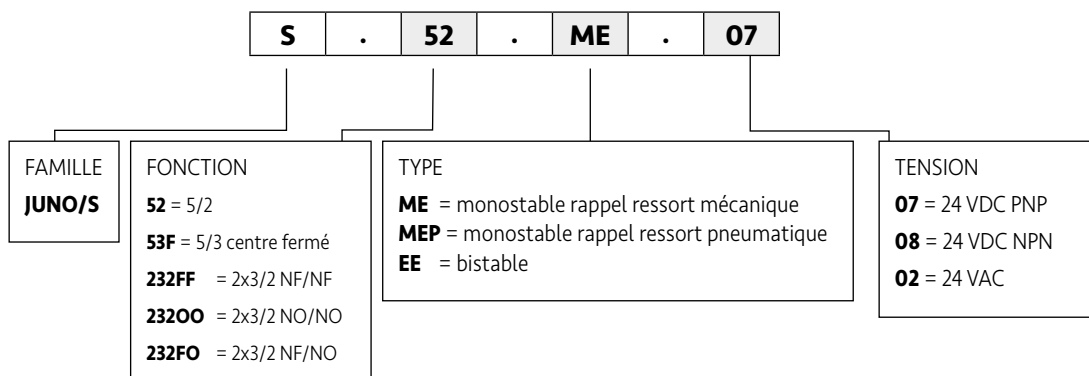 S . 52 . ME . 07
FAMILLE
JUNO/S
FONCTION
52 = 5/2
53F = 5/3 centre fermé
232FF = 2x3/2 NF/NF
232OO = 2x3/2 NO/NO
232FO = 2x3/2 NF/NO
TYPE
ME = monostable rappel ressort mécanique
MEP = monostable rappel ressort pneumatique
EE = bistable
TENSION
07 = 24 VDC PNP
08 = 24 VDC NPN
02 = 24 VAC